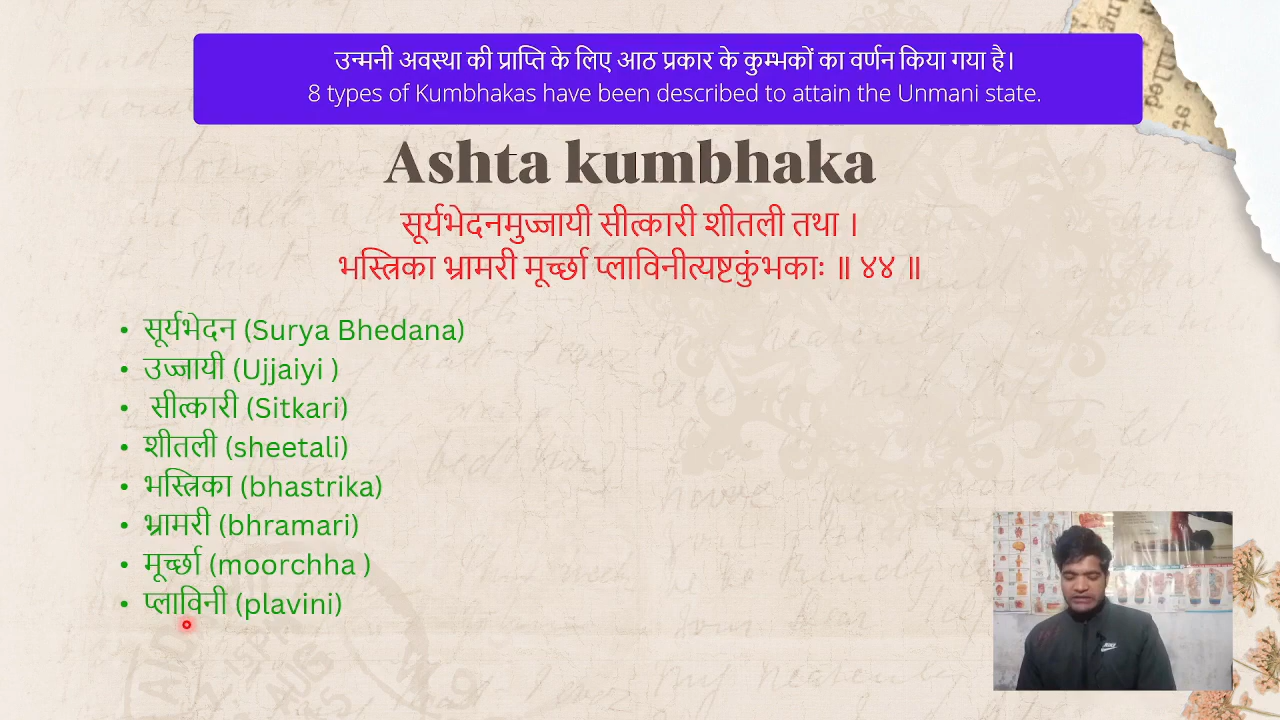 उन्मनी अवस्था की प्राप्ति के लिए आठ प्रकार के कुम्भकों का वर्णन किया गया है।
8 types of Kumbhakas have been described to attain the Unmani state.
Ashta kumbhaka
सूर्यभेदनमुज्जायी सीत्कारी शीतली तथा ।
भस्त्रिका भ्रामरी मूर्च्छा प्लाविनीत्यष्टकुंभकाः ॥ ४४ ॥
• सूर्यभेदन (Surya Bhedana)
• उज्जायी (Ujjaiyi )
• सीत्कारी (Sitkari)
• शीतली (sheetali)
• भस्त्रिका (bhastrika)
• भ्रामरी (bhramari)
• मूर्च्छा (moorchha )
• प्लाविनी (plavini)